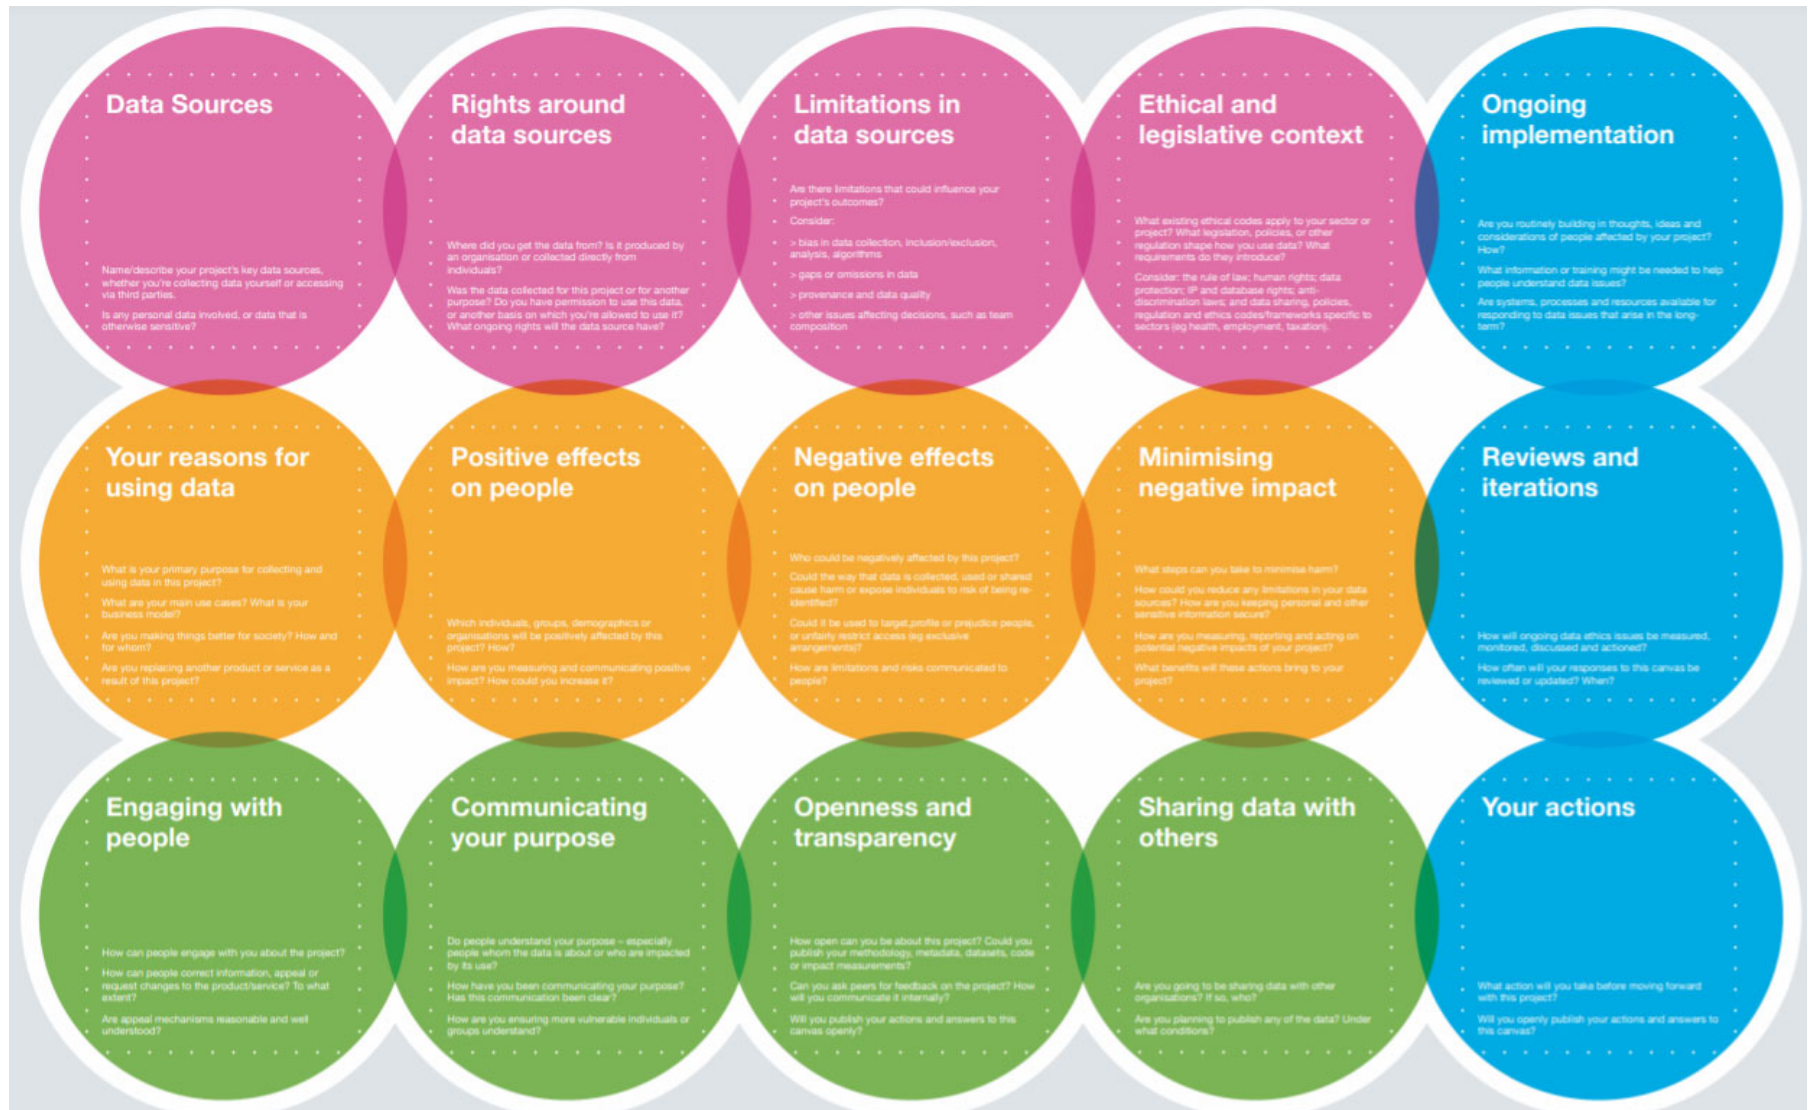 Data Sources
Name/describe your project's key data sources,
whether you're collecting data yourself or accessing
via third parties.
Is any personal data involved, or data that is
otherwise sensitive?
Rights around
data sources
Where did you get the data from? Is it produced by
an organisation or collected directly from
individuals?
Was the data collected for this project or for another
purpose? Do you have permission to use this data,
or another basis on which you're allowed to use it?
What ongoing rights will the data source have?
Limitations in
data sources
Are there limitations that could influence your
project's outcomes?
Consider:
> bias in data collection, inclusion/exclusion,
analysis, algorithms
> gaps or omissions in data
> provenance and data quality
> other issues affecting decisions, such as team
composition
Ethical and
legislative context
What existing ethical codes apply to your sector or
project? What legislation, policies, or other
regulation shape how you use data? What
requirements do they introduce?
Consider: the rule of law; human rights; data
protection; IP and database rights; anti-
discrimination laws; and data sharing, policies,
regulation and ethics codes/frameworks specific to
sectors (eg health, employment, taxation).
Ongoing
implementation
Are you routinely building in thoughts, ideas and
considerations of people affected by your project?
How?
What information or training might be needed to help
people understand data issues?
Are systems, processes and resources available for
responding to data issues that arise in the long-
term?
Your reasons for
using data
What is your primary purpose for collecting and
using data in this project?
What are your main use cases? What is your
business model?
Are you making things better for society? How and
for whom?
Are you replacing another product or service as a
result of this project?
Positive effects
on people
Which individuals, groups, demographics or
organisations will be positively affected by this
project? How?
How are you measuring and communicating positive
impact? How could you increase it?
Negative effects
on people
Who could be negatively affected by this project?
Could the way that data is collected, used or shared
cause harm or expose individuals to risk of being re-
identified?
Could it be used to target,profile or prejudice people,
or unfairly restrict access (eg exclusive
arrangements)?
How are limitations and risks communicated to
people?
Minimising
negative impact
What steps can you take to minimise harm?
How could you reduce any limitations in your data
sources? How are you keeping personal and other
sensitive information secure?
How are you measuring, reporting and acting on
potential negative impacts of your project?
What benefits will these actions bring to your
project?
Reviews and
iterations
How will ongoing data ethics issues be measured,
monitored, discussed and actioned?
How often will your responses to this canvas be
reviewed or updated? When?
Engaging with
people
How can people engage with you about the project?
How can people correct information, appeal or
request changes to the product/service? To what
extent?
Are appeal mechanisms reasonable and well
understood?
Communicating
your purpose
Do people understand your purpose – especially
people whom the data is about or who are impacted
by its use?
How have you been communicating your purpose?
Has this communication been clear?
How are you ensuring more vulnerable individuals or
groups understand?
Openness and
transparency
How open can you be about this project? Could you
publish your methodology, metadata, datasets, code
or impact measurements?
Can you ask peers for feedback on the project? How
will you communicate it internally?
Will you publish your actions and answers to this
canvas openly?
Sharing data with
others
Are you going to be sharing data with other
organisations? If so, who?
Are you planning to publish any of the data? Under
what conditions?
Your actions
What action will you take before moving forward
with this project?
Will you openly publish your actions and answers to
this canvas?